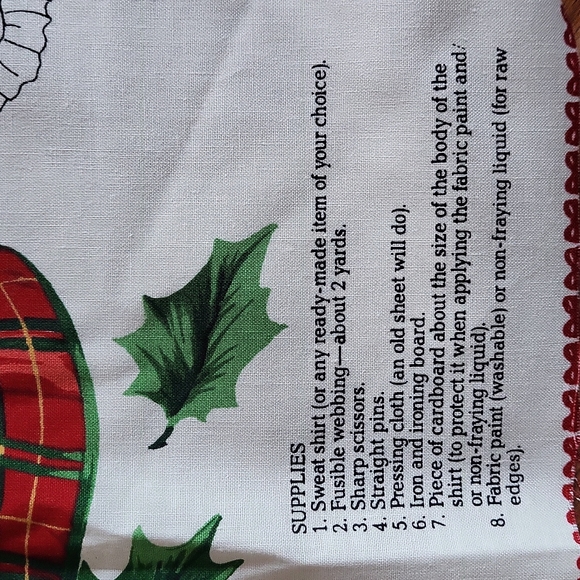 SUPPLIES
1. Sweat shirt (or any ready-made item of your choice).
2. Fusible webbing—about 2 yards.
3. Sharp scissors.
4. Straight pins.
5. Pressing cloth (an old sheet will do).
6. Iron and ironing board.
7. Piece of cardboard about the size of the body of the
shirt (to protect it when applying the fabric paint and/
or non-fraying liquid).
8. Fabric paint (washable) or non-fraying liquid (for raw
edges).